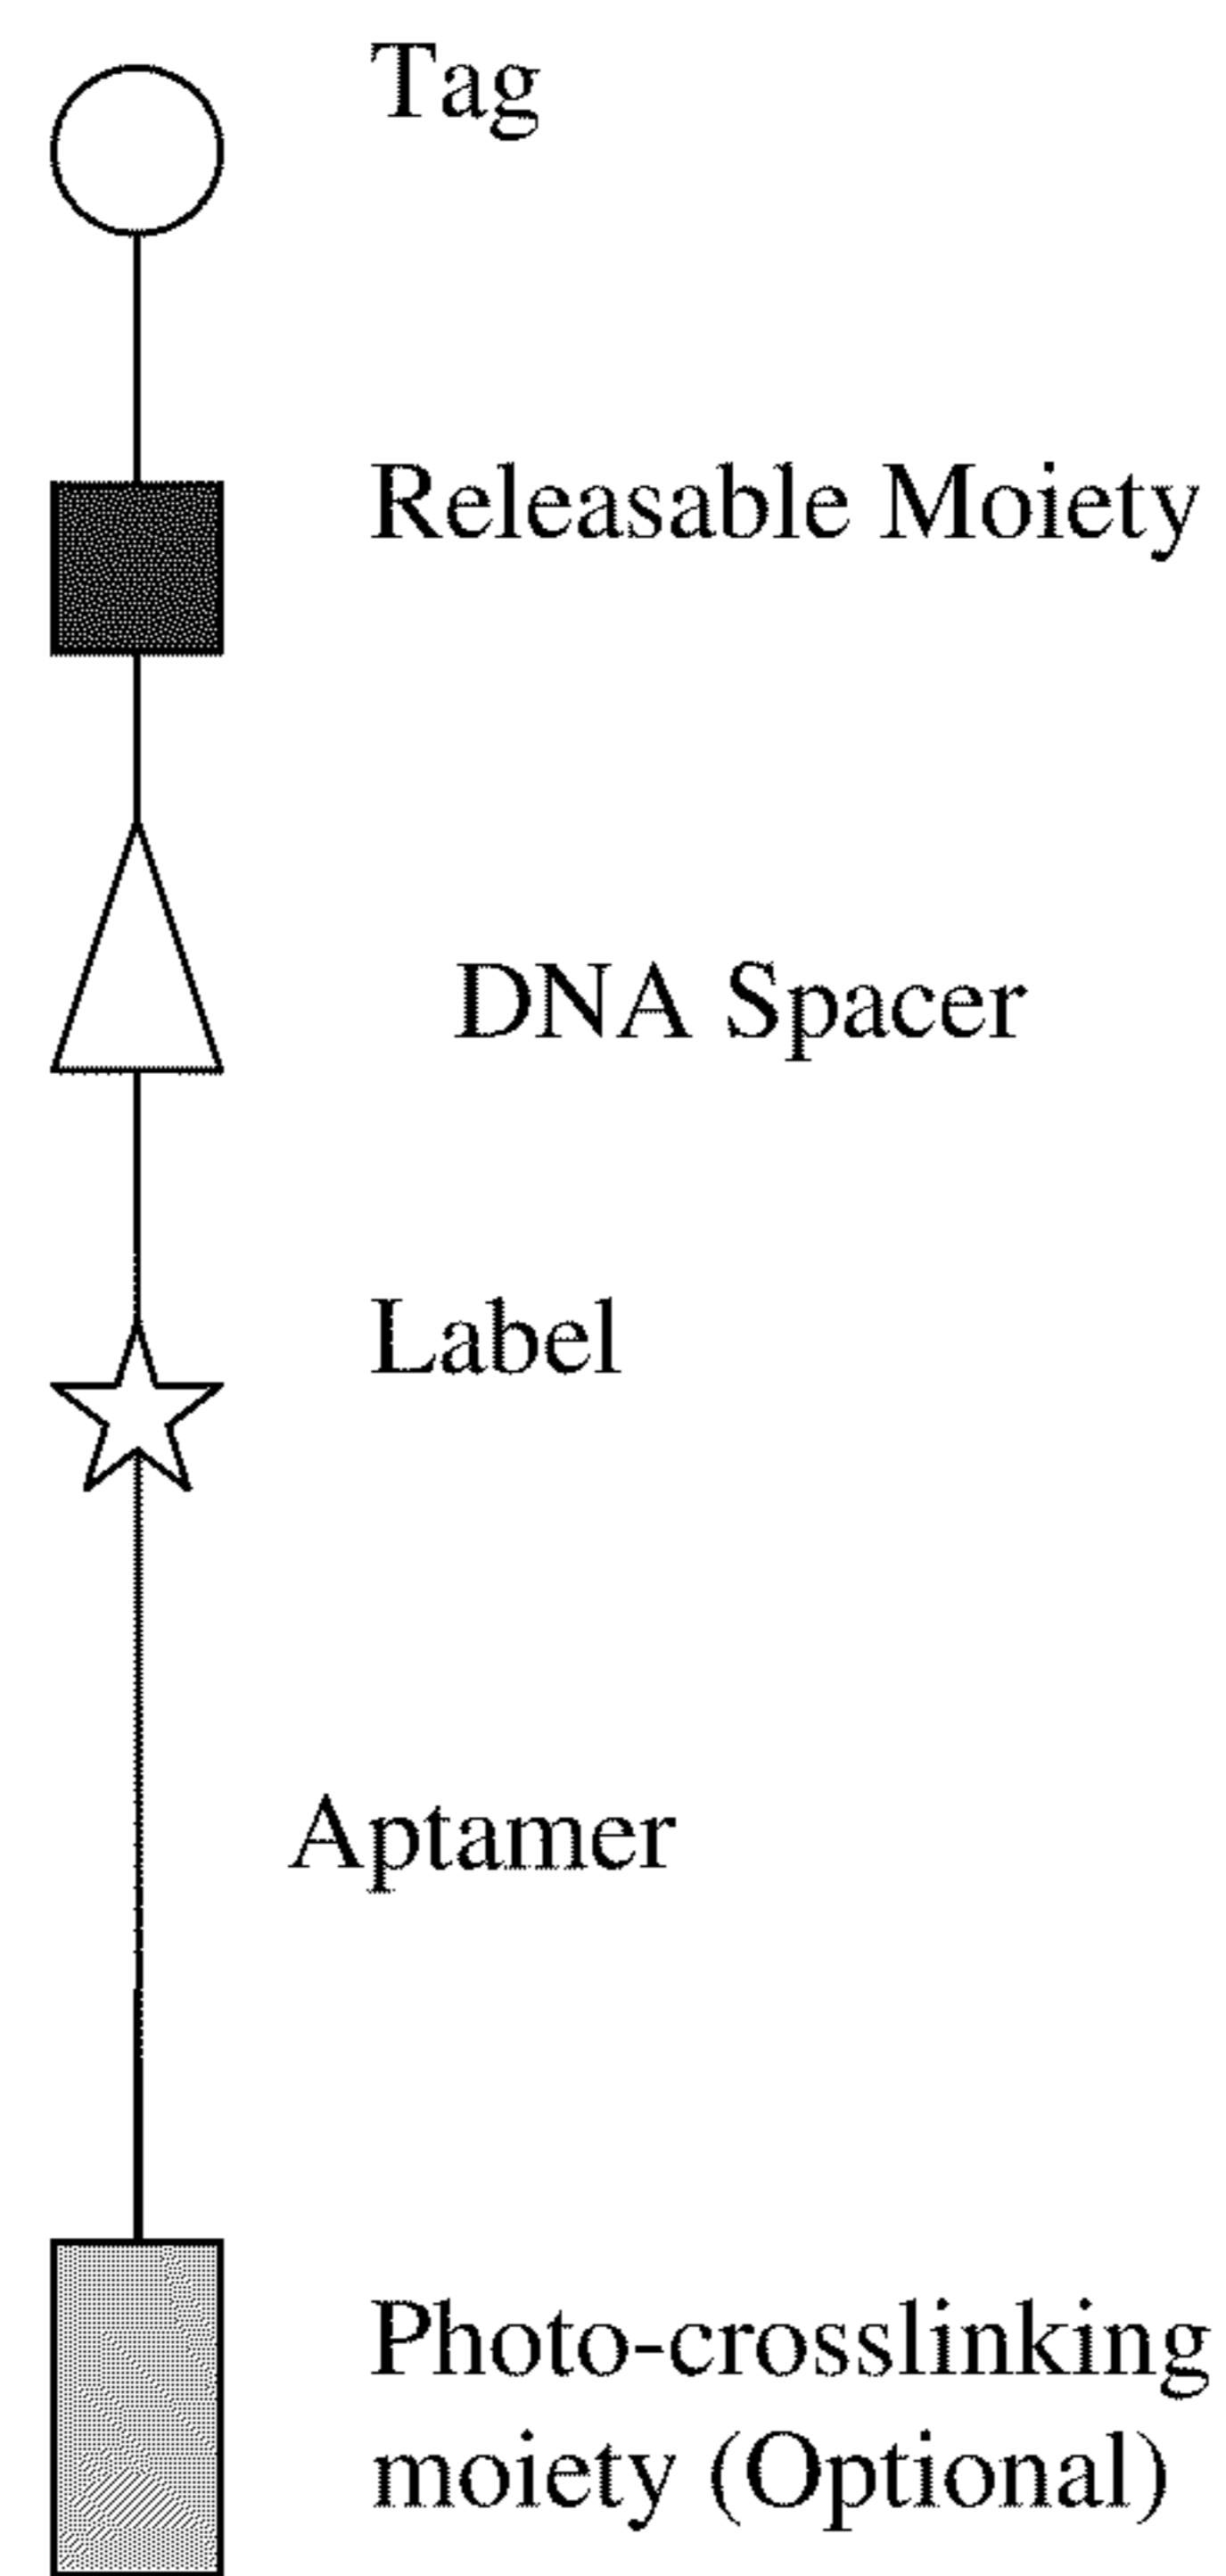 Tag
Releasable Moiety
DNA Spacer
Label
Aptamer
Photo-crosslinking
moiety (Optional)